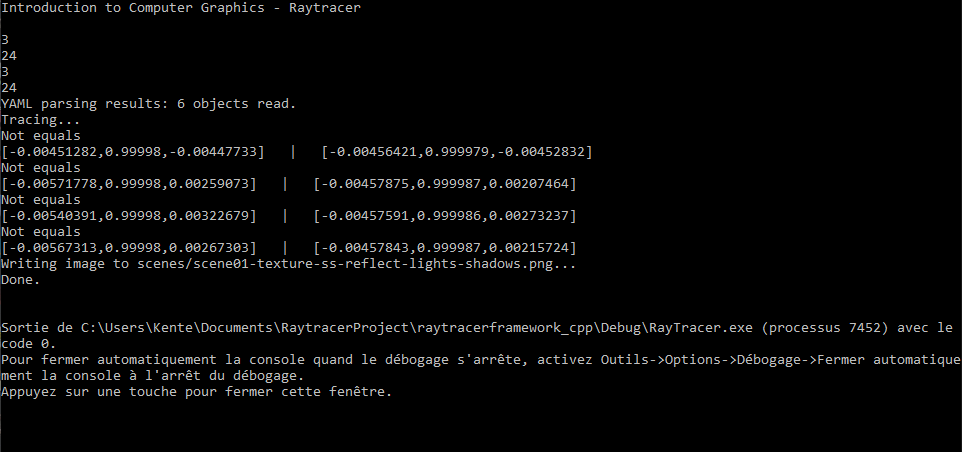 Introduction to Computer Graphics - Raytracer
3
24
3
24
YAML parsing results: 6 objects read.
Tracing...
Not equals
[-0.00451282,0.99998,-0.00447733]   |   [-0.00456421,0.999979,-0.00452832]
Not equals
[-0.00571778,0.99998,0.00259073]   |   [-0.00457875,0.999987,0.00207464]
Not equals
[-0.00540391,0.99998,0.00322679]   |   [-0.00457591,0.999986,0.00273237]
Not equals
[-0.00567313,0.99998,0.00267303]   |   [-0.00457843,0.999987,0.00215724]
Writing image to scenes/scene01-texture-ss-reflect-lights-shadows.png...
Done.
Sortie de C:\Users\Kente\Documents\RaytracerProject\raytracerframework_cpp\Debug\RayTracer.exe (processus 7452) avec le
code 0.
Pour fermer automatiquement la console quand le débogage s'arrête, activez Outils->Options->Débogage->Fermer automatique
ment la console à l'arrêt du débogage.
Appuyez sur une touche pour fermer cette fenêtre.